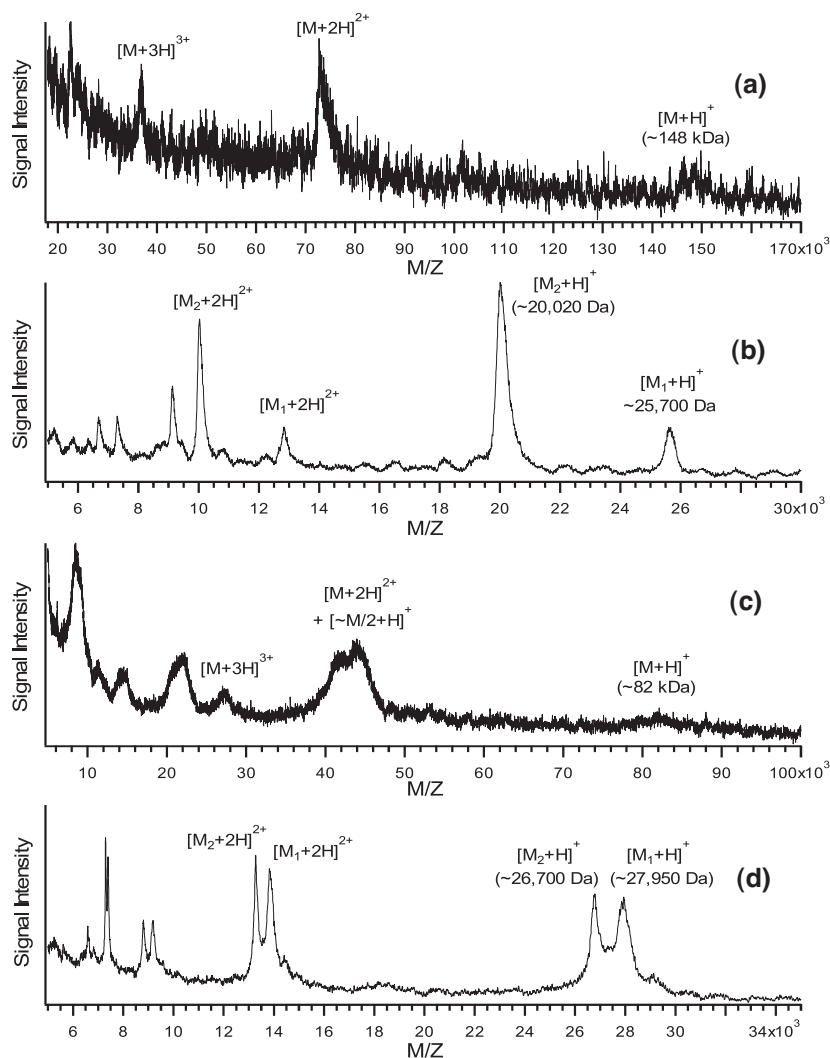 [M+3H]3+
[M+2H]2+
(a)
[M+H]+
(~148 kDa)
Signal Intensity
20 30 40 50 60 70 80 90 100 110 120 130 140 150 170x103
M/Z
[M2+2H]2+
[M2+H]+
(~20,020 Da)
(b)
[M1+2H]2+
[M1+H]+
~25,700 Da
Signal Intensity
6 8 10 12 14 16 18 20 22 24 26 30x103
M/Z
[M+2H]2+
+ [~M/2+H]+
(c)
[M+3H]3+
[M+H]+
(~82 kDa)
Signal Intensity
10 20 30 40 50 60 70 80 90 100x103
M/Z
[M2+2H]2+
[M1+2H]2+
[M2+H]+
(~26,700 Da)
[M1+H]+
(~27,950 Da)
(d)
Signal Intensity
6 8 10 12 14 16 18 20 22 24 26 28 30 34x103
M/Z